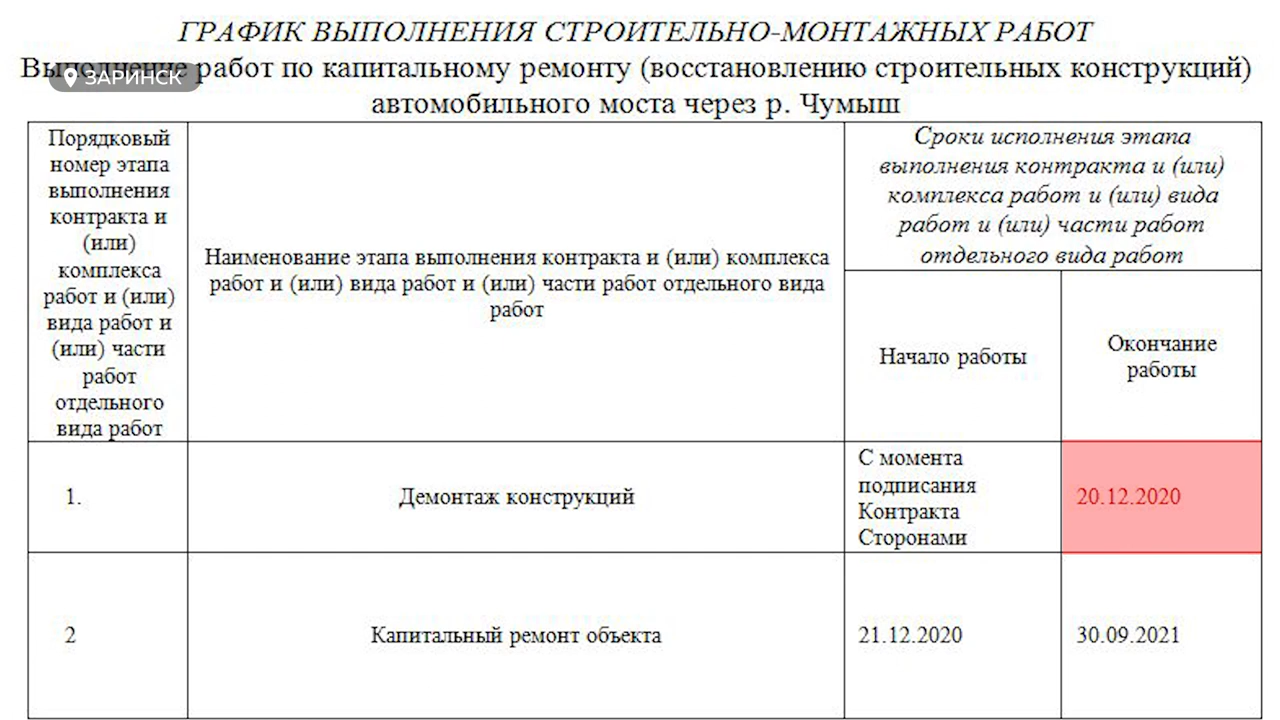 ГРАФИК ВЫПОЛНЕНИЯ СТРОИТЕЛЬНО-МОНТАЖНЫХ РАБОТ
работ по капитальному ремонту (восстановлению строительных конструкций)
ЗАРИНСК
автомобильного моста через р. Чумыш
Порядковый
номер этапа
выполнения
контракта и
(или)
комплекса
работ и (или)
вида работ и
(или) части
работ
отдельного
вида работ
Наименование этапа выполнения контракта и (или) комплекса
работ и (или) вида работ и (или) части работ отдельного вида
работ
Сроки исполнения этапа
выполнения контракта и (или)
комплекса работ и (или) вида
работ и (или) части работ
отдельного вида работ
Начало работы
Окончание
работы
1.
Демонтаж конструкций
С момента
подписания
Контракта
Сторонами
20.12.2020
2
Капитальный ремонт объекта
21.12.2020
30.09.2021